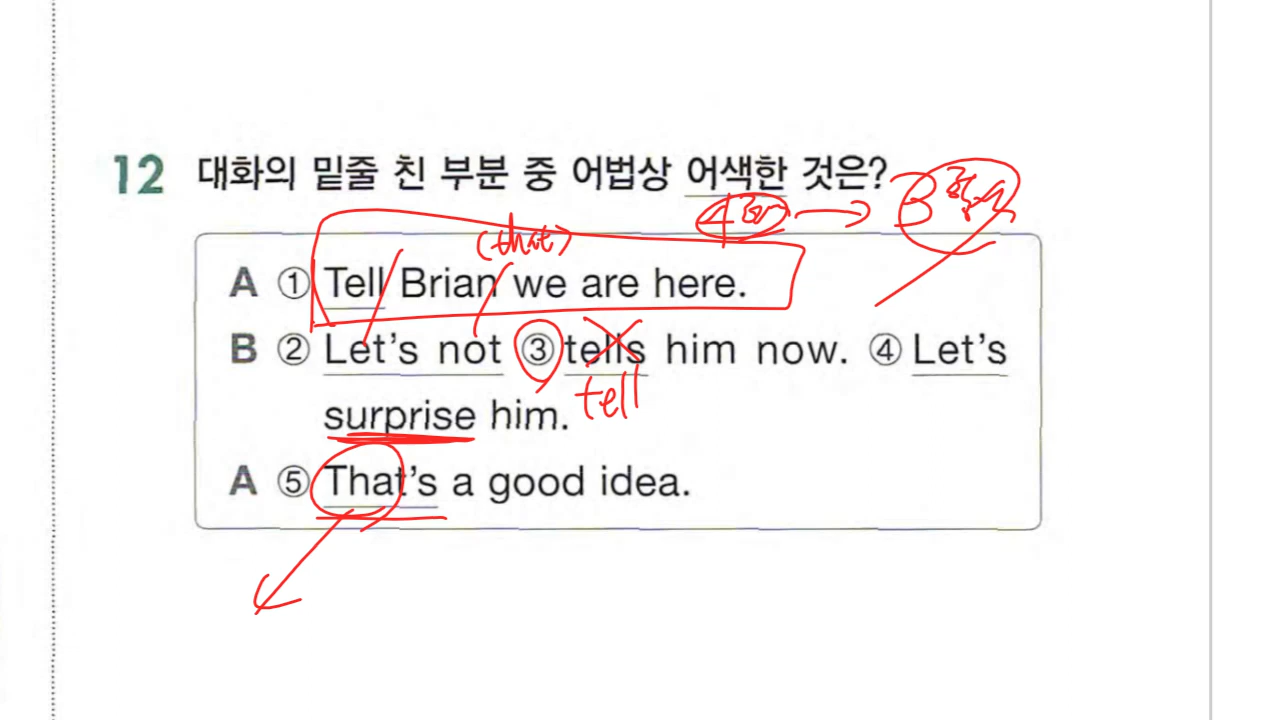 12 대화의 밑줄 친 부분 중 어법상 어색한 것은?
(that)
A ① Tell Brian we are here.
B ② Let's not ③ tells him now. ④ Let's
tell
surprise him.
A ⑤ That's a good idea.